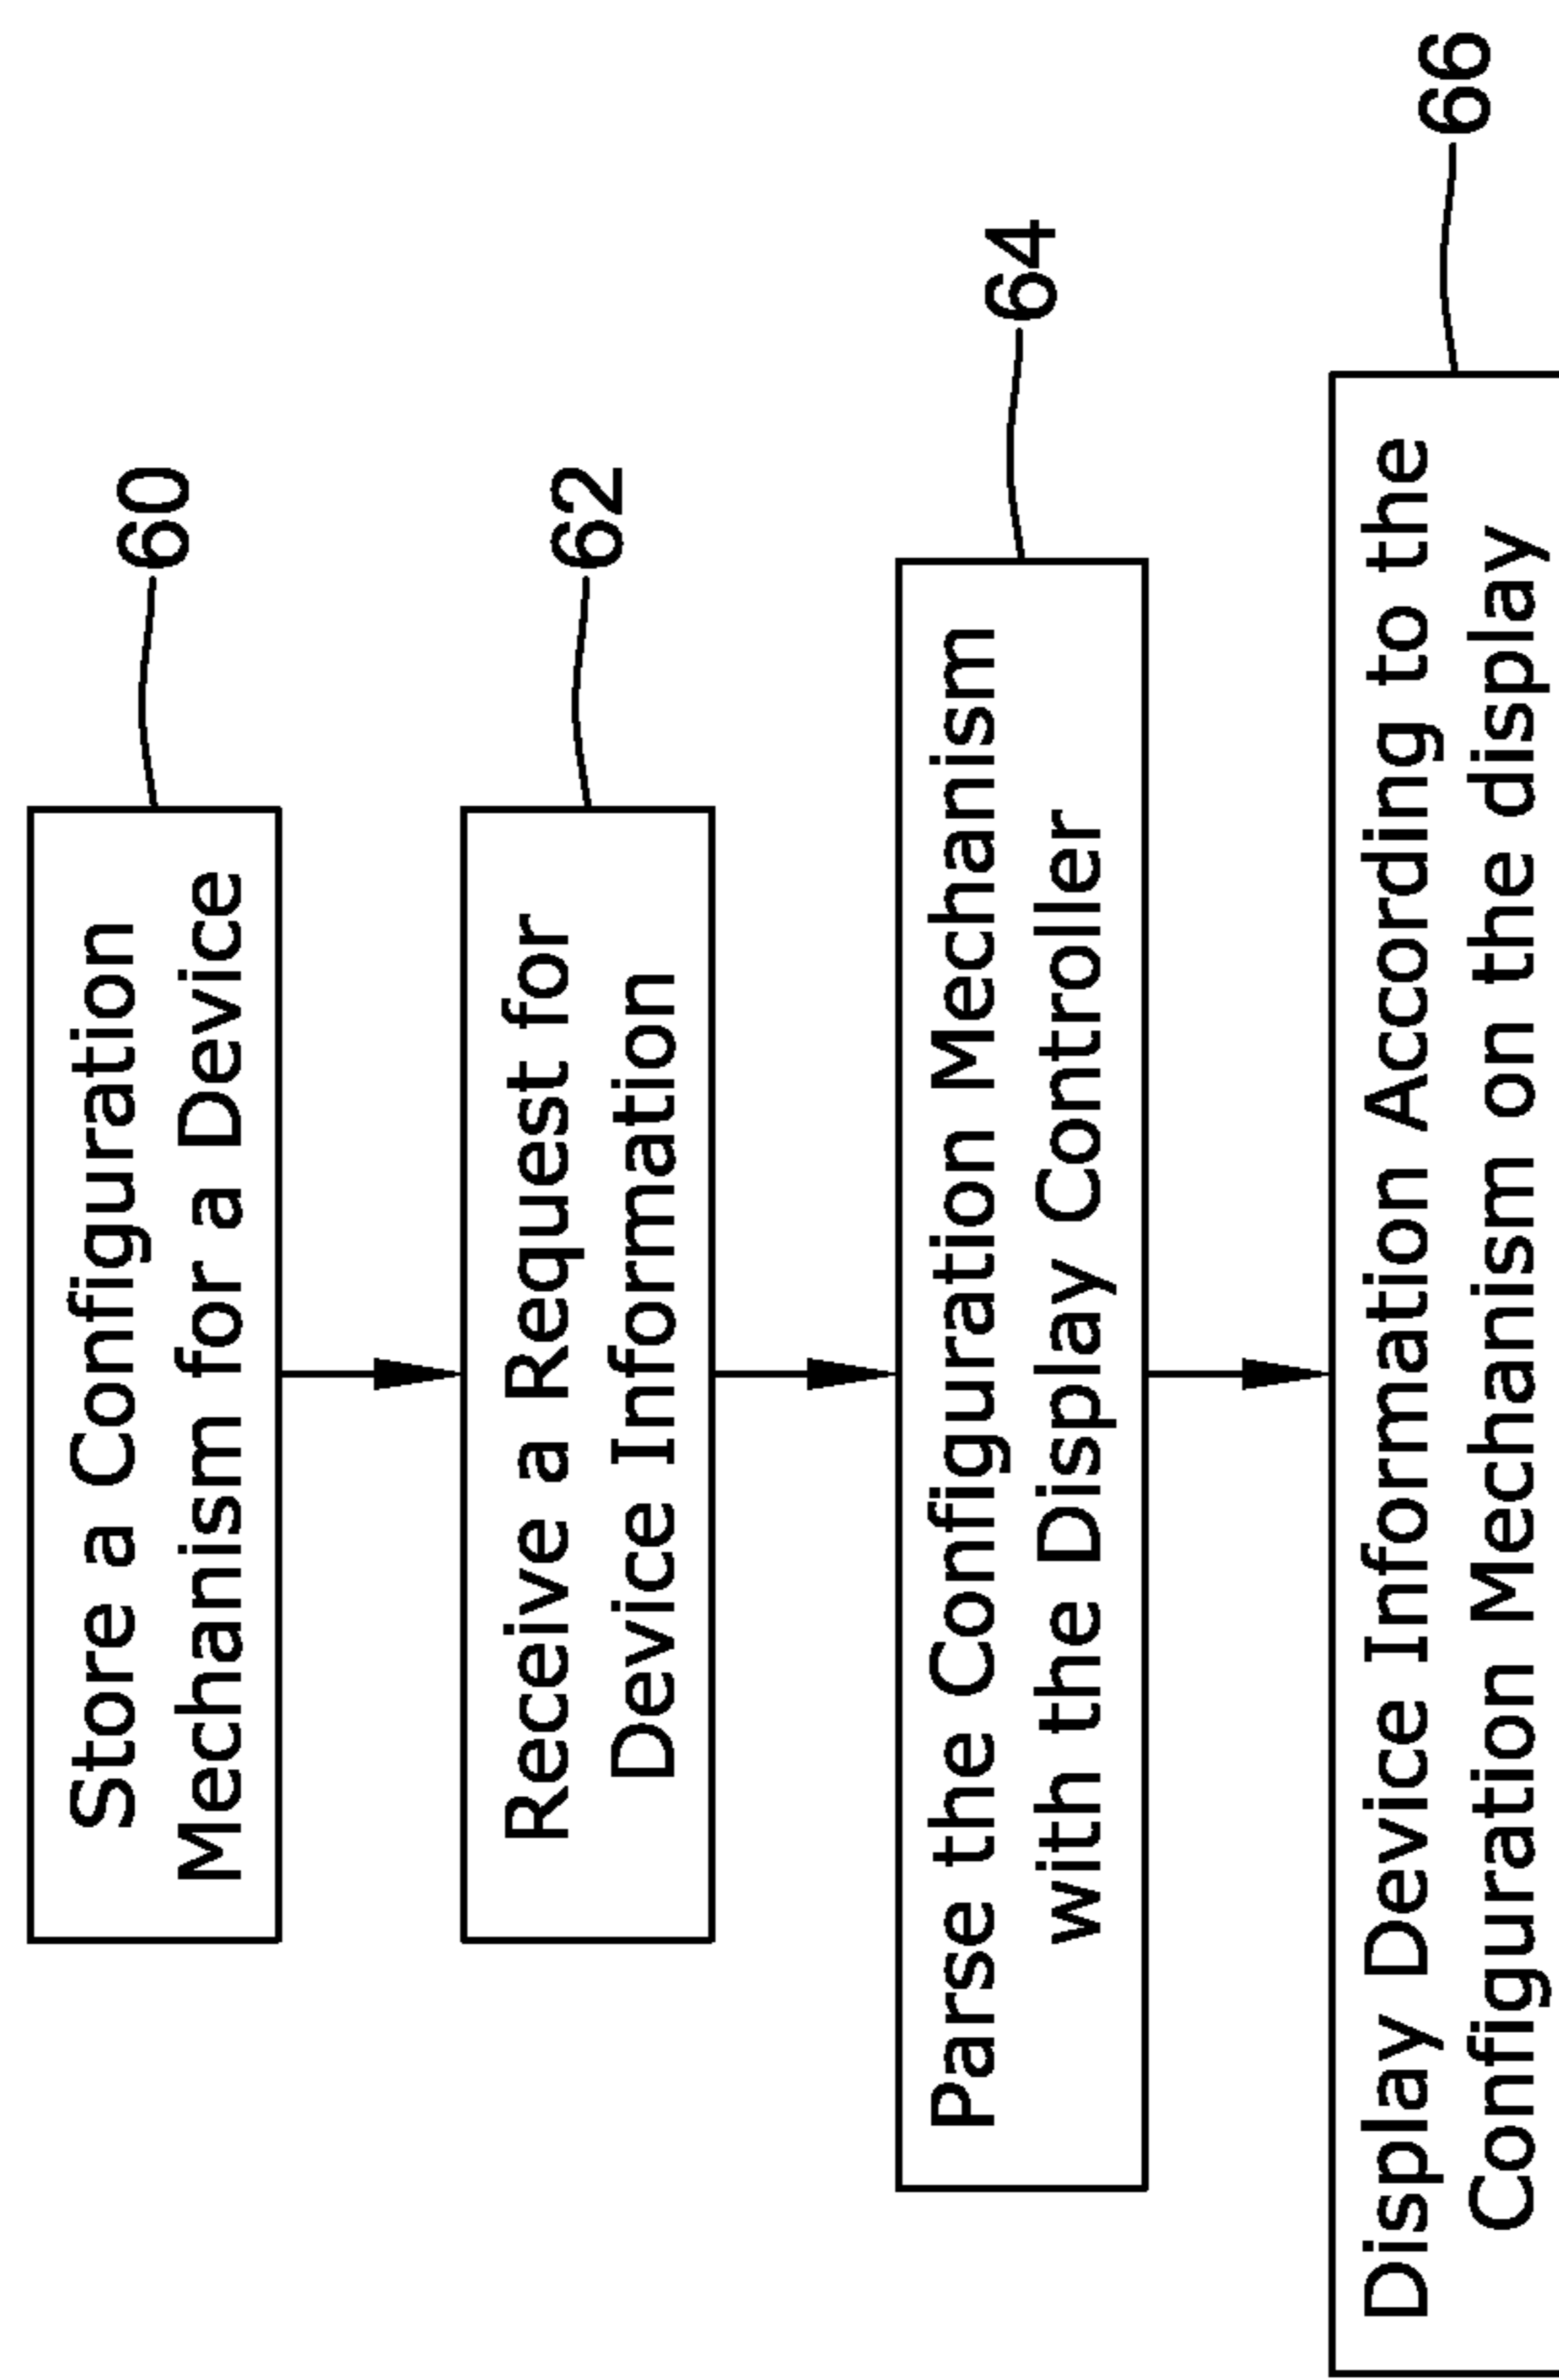 Store a Configuration
Mechanism for a Device
60
Receive a Request for
Device Information
62
Parse the Configuration Mechanism
with the Display Controller
64
Display Device Information According to the
Configuration Mechanism on the display
66